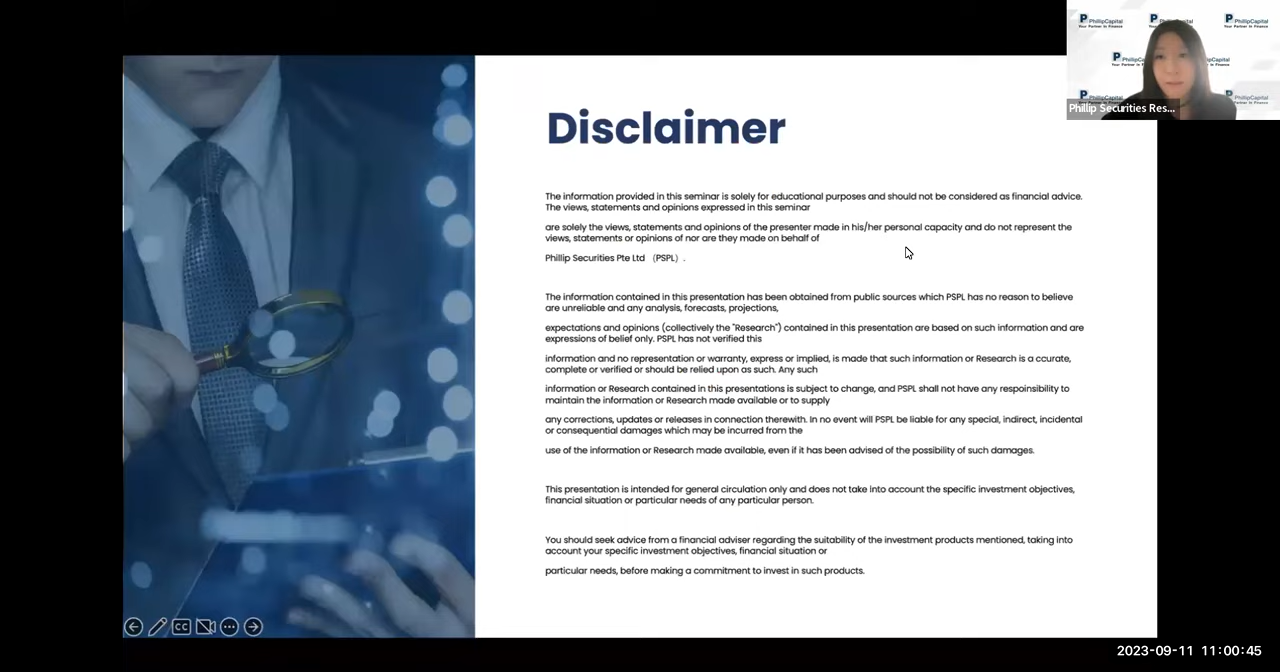 Disclaimer
The information provided in this seminar is solely for educational purposes and should not be considered as financial advice.
The views, statements and opinions expressed in this seminar
are solely the views, statements and opinions of the presenter made in his/her personal capacity and do not represent the
views, statements or opinions of nor are they made on behalf of
Phillip Securities Pte Ltd （PSPL）.
The information contained in this presentation has been obtained from public sources which PSPL has no reason to believe
are unreliable and any analysis, forecasts, projections,
expectations and opinions (collectively the "Research") contained in this presentation are based on such information and are
expressions of belief only. PSPL has not verified this
information and no representation or warranty, express or implied, is made that such information or Research is a ccurate,
complete or verified or should be relied upon as such. Any such
information or Research contained in this presentations is subject to change, and PSPL shall not have any respoinsibility to
maintain the information or Research made available or to supply
any corrections, updates or releases in connection therewith. In no event will PSPL be liable for any special, indirect, incidental
or consequential damages which may be incurred from the
use of the information or Research made available, even if it has been advised of the possibility of such damages.
This presentation is intended for general circulation only and does not take into account the specific investment objectives,
financial situation or particular needs of any particular person.
You should seek advice from a financial adviser regarding the suitability of the investment products mentioned, taking into
account your specific investment objectives, financial situation or
particular needs, before making a commitment to invest in such products.
PhillipCapital
Your Partner In Finance
PhillipCapital
Your Partner In Finance
Phillip Securities Res...
CC
2023-09-11 11:00:45